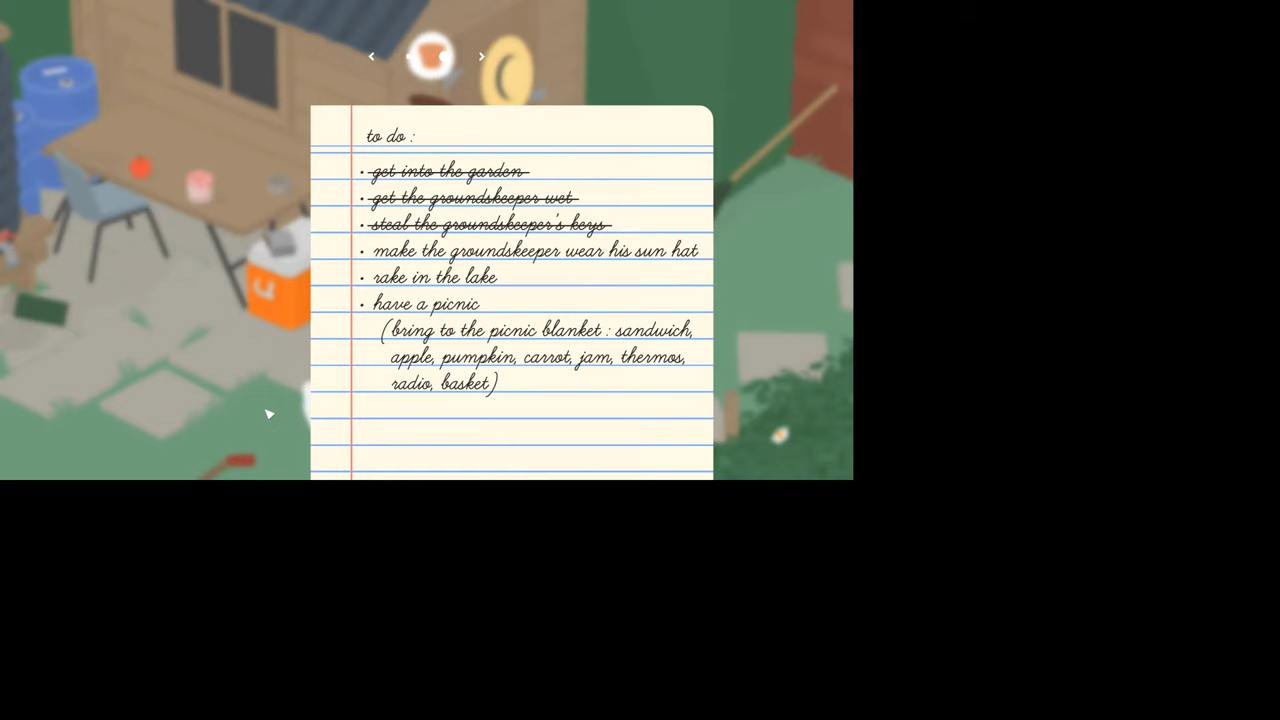 to do :
· get into the garden
· get the groundskeeper wet
· steal the groundskeeper's keys
· make the groundskeeper wear his sun hat
· rake in the lake
· have a picnic
(bring to the picnic blanket : sandwich,
apple, pumpkin, carrot, jam, thermos,
radio, basket)